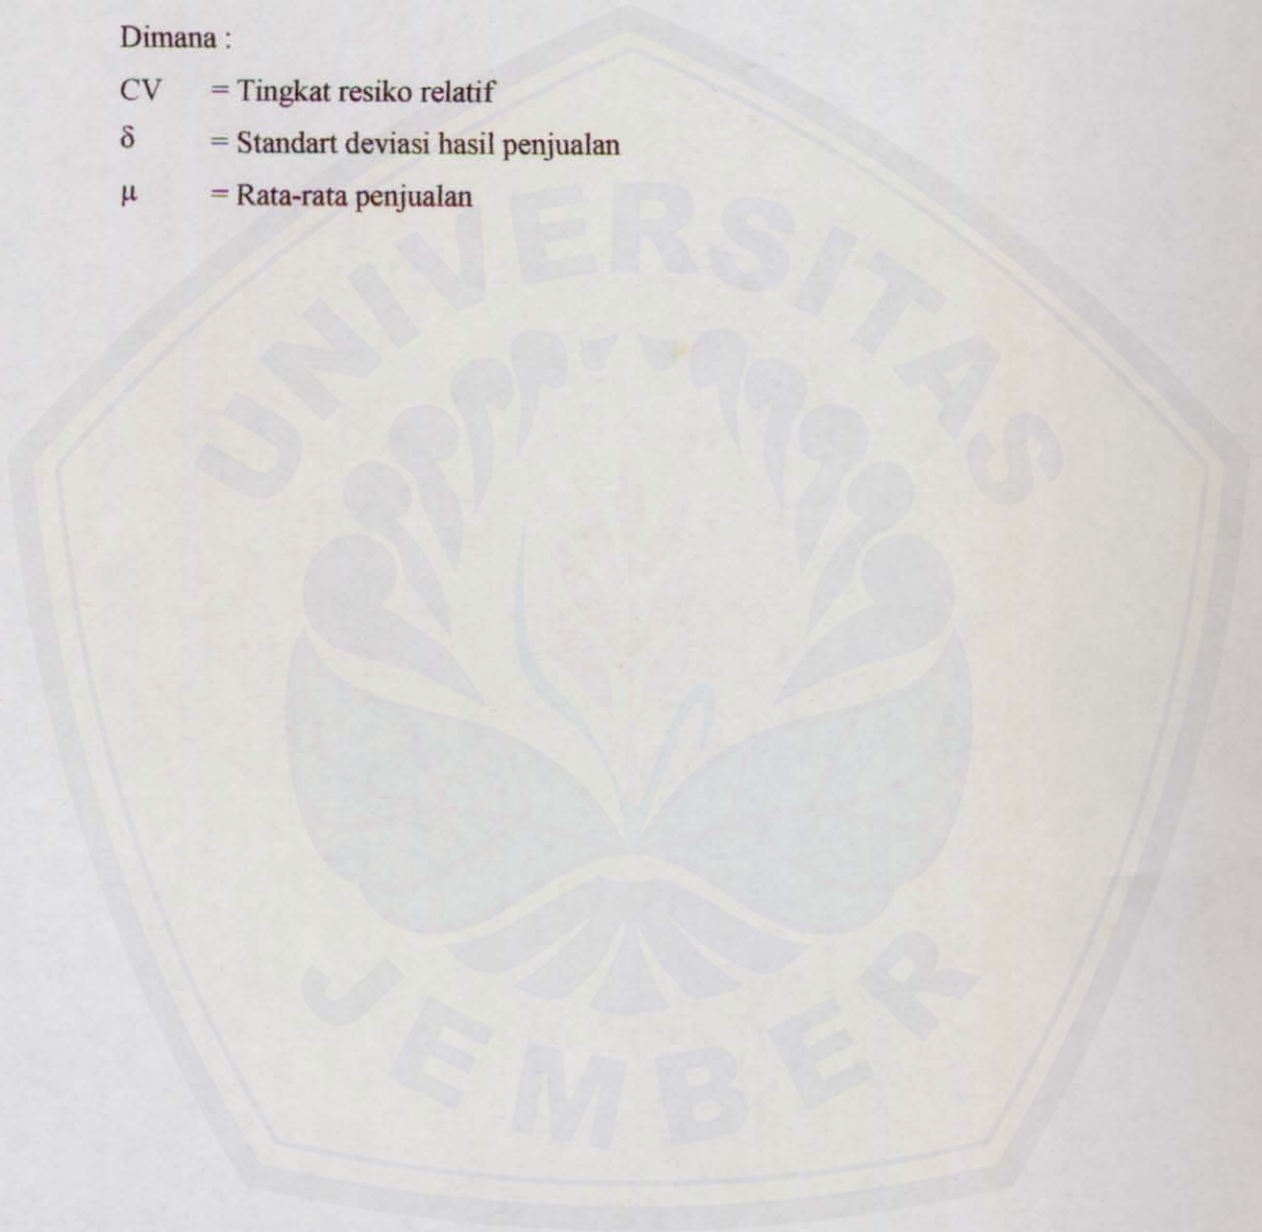 Dimana :
CV = Tingkat resiko relatif
δ = Standart deviasi hasil penjualan
μ = Rata-rata penjualan
UNIVERSITAS
JEMBER